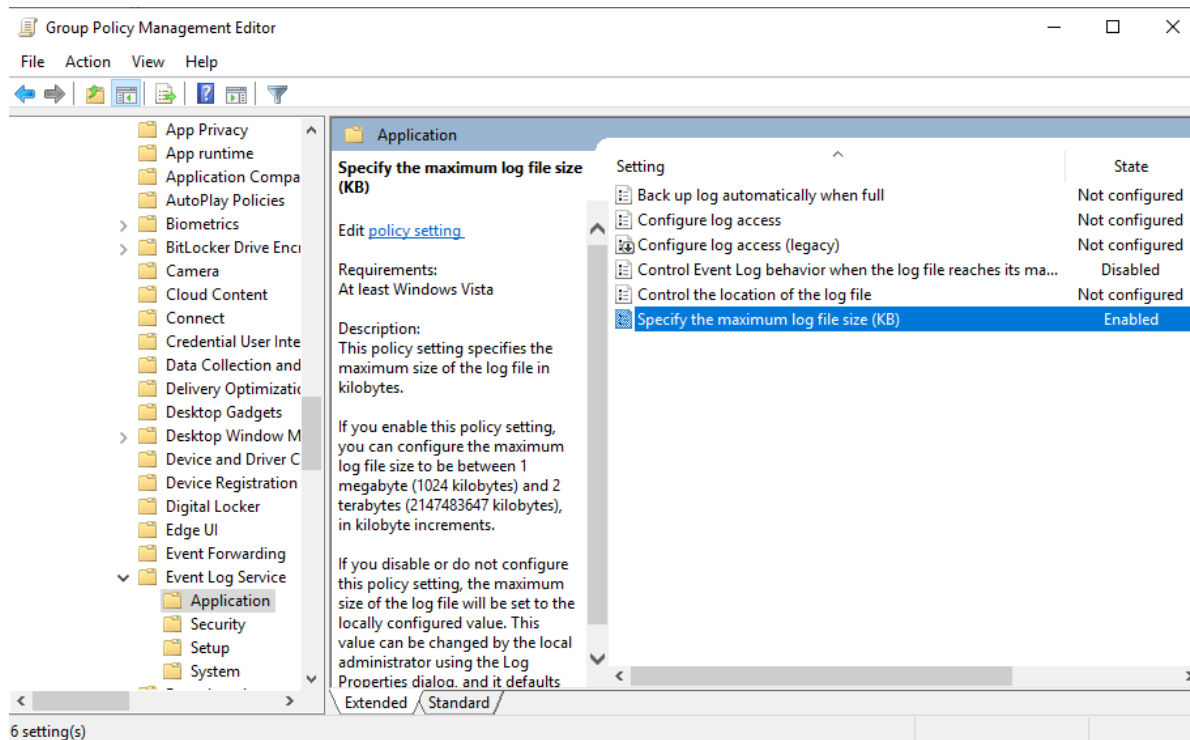 Group Policy Management Editor
File Action View Help
App Privacy
App runtime
Application Compa
AutoPlay Policies
Biometrics
BitLocker Drive Encr
Camera
Cloud Content
Connect
Credential User Inte
Data Collection and
Delivery Optimizatic
Desktop Gadgets
Desktop Window M
Device and Driver C
Device Registration
Digital Locker
Edge UI
Event Forwarding
Event Log Service
Application
Security
Setup
System
Application
Specify the maximum log file size
(KB)
Edit policy setting
Requirements:
At least Windows Vista
Description:
This policy setting specifies the
maximum size of the log file in
kilobytes.
If you enable this policy setting,
you can configure the maximum
log file size to be between 1
megabyte (1024 kilobytes) and 2
terabytes (2147483647 kilobytes),
in kilobyte increments.
If you disable or do not configure
this policy setting, the maximum
size of the log file will be set to the
locally configured value. This
value can be changed by the local
administrator using the Log
Properties dialog, and it defaults
Setting State
Back up log automatically when full Not configured
Configure log access Not configured
Configure log access (legacy) Not configured
Control Event Log behavior when the log file reaches its ma... Disabled
Control the location of the log file Not configured
Specify the maximum log file size (KB) Enabled
Extended Standard
6 setting(s)